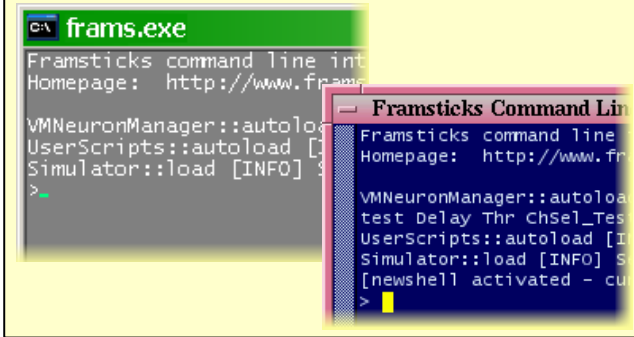 frams.exe
Framsticks command line int
Homepage: http://www.frams
VMNeuronManager::autoloa
UserScripts::autoload [I
Simulator::load [INFO] S
>
Framsticks Command Lin
Framsticks command line
Homepage: http://www.fr
VMNeuronManager::autoloa
test Delay Thr ChSel_Tes
UserScripts::autoload [I
Simulator::load [INFO] S
[newshell activated - cu
>